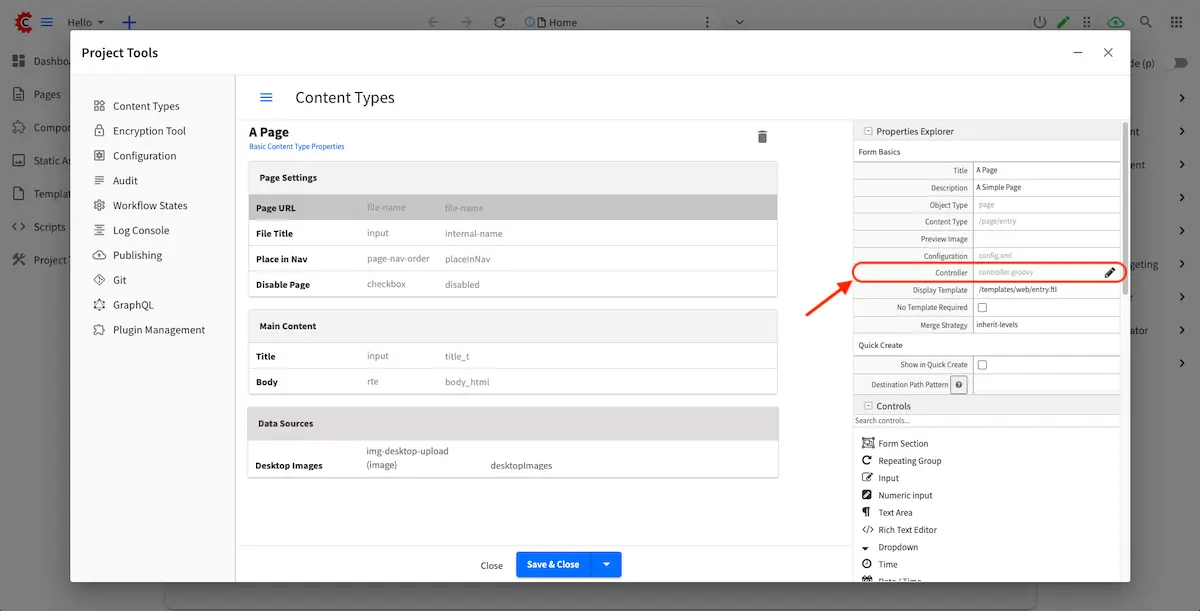 Hello
Home
Project Tools
de (p)
Dashbo
Pages
Compon
Static As
Templat
Scripts
Project T
Content Types
Encryption Tool
Configuration
Audit
Workflow States
Log Console
Publishing
Git
GraphQL
Plugin Management
Content Types
A Page
Basic Content Type Properties
Page Settings
Page URL file-name file-name
File Title input internal-name
Place in Nav page-nav-order placeInNav
Disable Page checkbox disabled
Main Content
Title input title_t
Body rte body_html
Data Sources
Desktop Images img-desktop-upload (image) desktopImages
Close
Save & Close
Properties Explorer
Form Basics
Title A Page
Description A Simple Page
Object Type page
Content Type /page/entry
Preview Image
Configuration config.xml
Controller controller.groovy
Display Template /templates/web/entry.ftl
No Template Required
Merge Strategy inherit-levels
Quick Create
Show in Quick Create
Destination Path Pattern
Controls
Search controls...
Form Section
Repeating Group
Input
Numeric input
Text Area
Rich Text Editor
Dropdown
Time
Date / Time
nt
ent
geting
r
ator